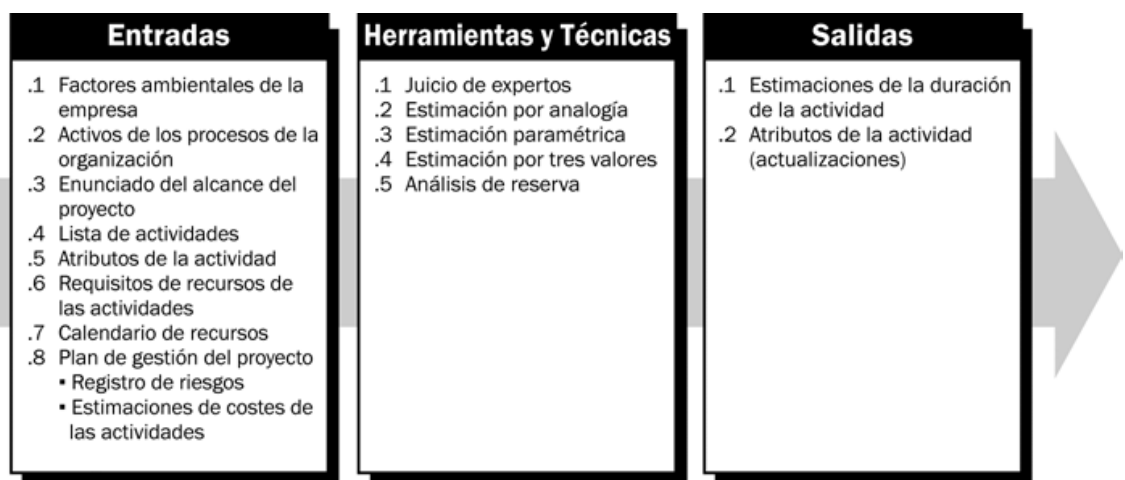 Entradas
.1 Factores ambientales de la
empresa
.2 Activos de los procesos de la
organización
.3 Enunciado del alcance del
proyecto
.4 Lista de actividades
.5 Atributos de la actividad
.6 Requisitos de recursos de
las actividades
.7 Calendario de recursos
.8 Plan de gestión del proyecto
▪ Registro de riesgos
▪ Estimaciones de costes de
las actividades
Herramientas y Técnicas
.1 Juicio de expertos
.2 Estimación por analogía
.3 Estimación paramétrica
.4 Estimación por tres valores
.5 Análisis de reserva
Salidas
.1 Estimaciones de la duración
de la actividad
.2 Atributos de la actividad
(actualizaciones)